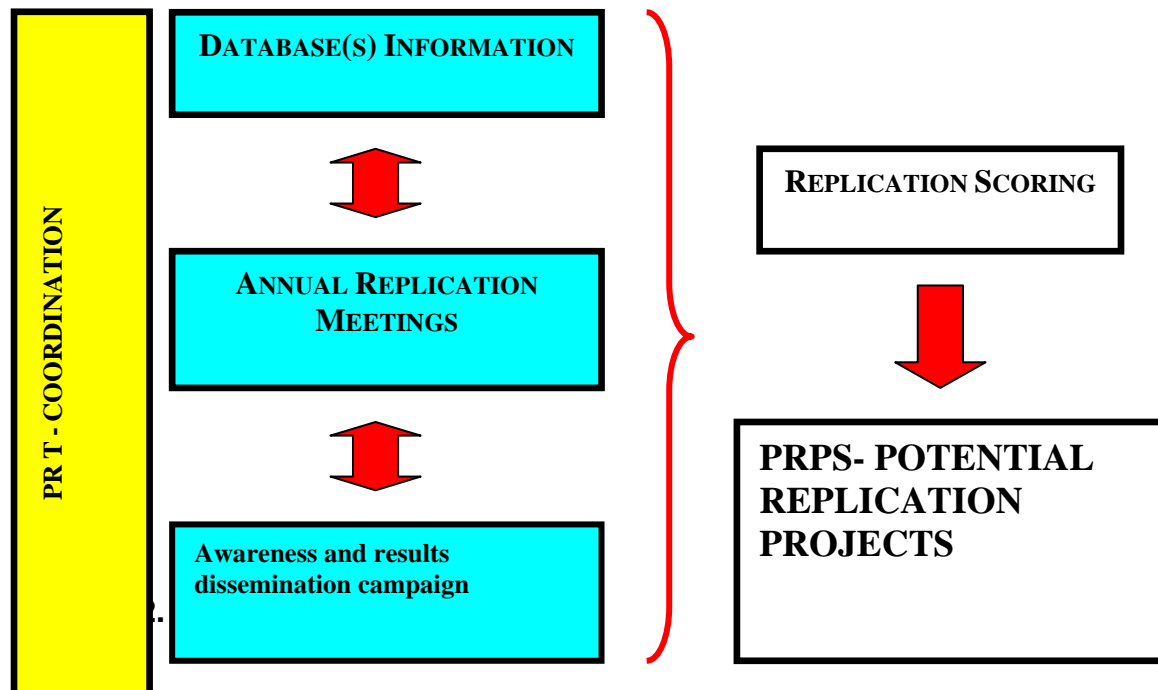 PR T - COORDINATION
DATABASE(S) INFORMATION
ANNUAL REPLICATION
MEETINGS
Awareness and results
dissemination campaign
REPLICATION SCORING
PRPS- POTENTIAL
REPLICATION
PROJECTS